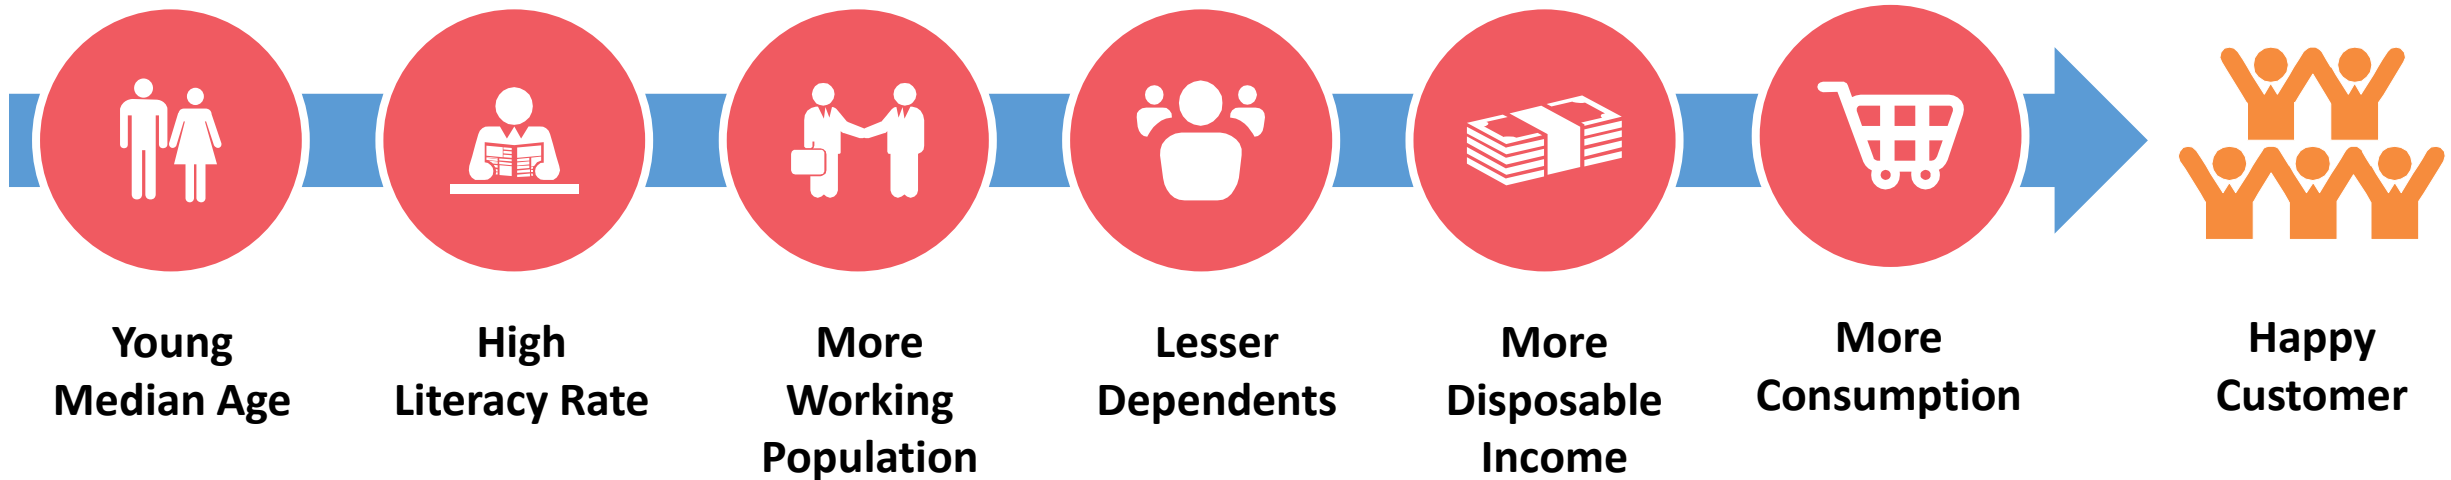 Young
Median Age
High
Literacy Rate
More
Working
Population
Lesser
Dependents
More
Disposable
Income
More
Consumption
Happy
Customer